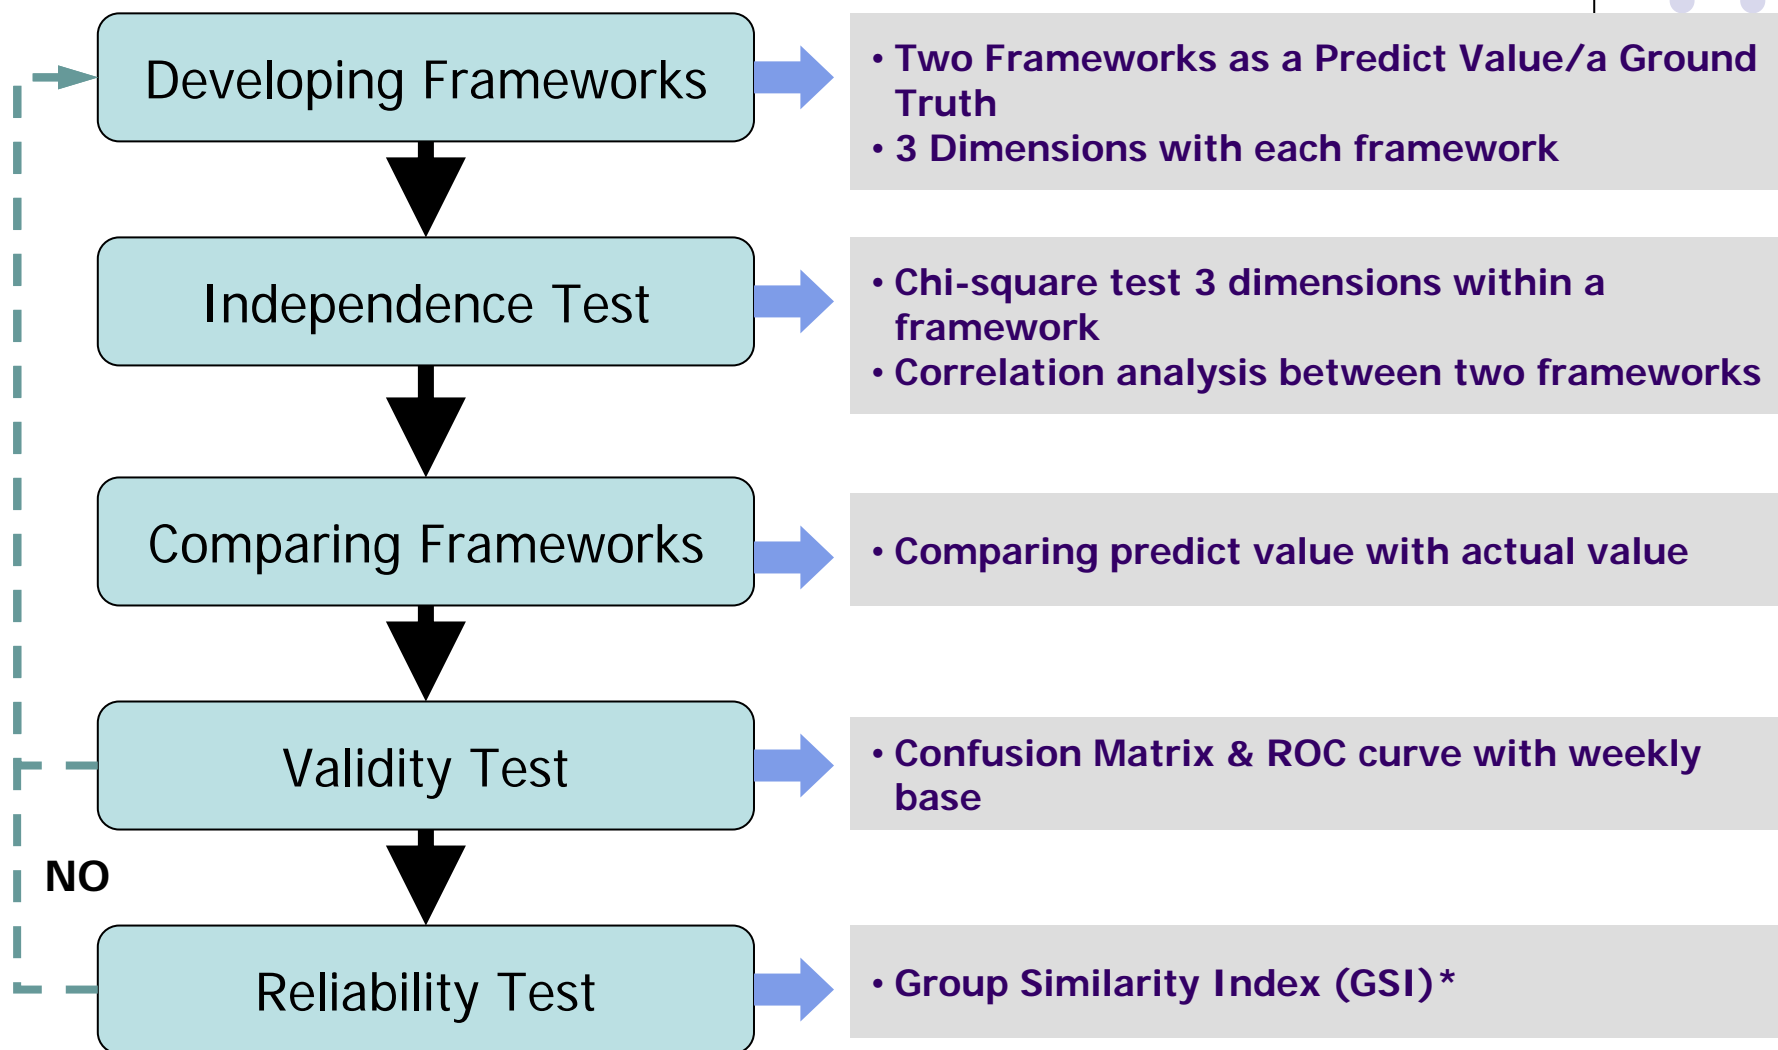 Developing Frameworks
• Two Frameworks as a Predict Value/a Ground
Truth
• 3 Dimensions with each framework
Independence Test
• Chi-square test 3 dimensions within a
framework
• Correlation analysis between two frameworks
Comparing Frameworks
• Comparing predict value with actual value
Validity Test
• Confusion Matrix & ROC curve with weekly
base
NO
Reliability Test
• Group Similarity Index (GSI)*